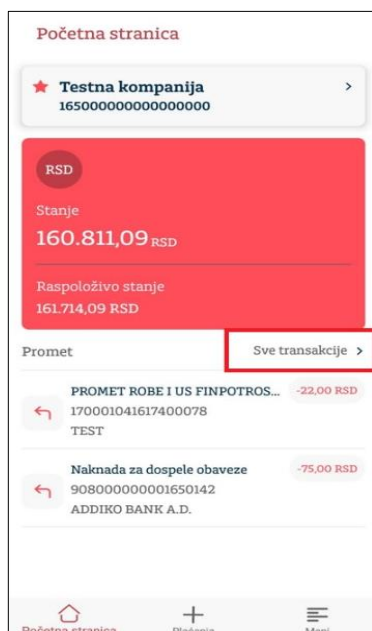 Početna stranica
Testna kompanija
165000000000000000
RSD
Stanje
160.811,09 RSD
Raspoloživo stanje
161.714,09 RSD
Promet
Sve transakcije
PROMET ROBE I US FINPOTROS... -22,00 RSD
170001041617400078
TEST
Naknada za dospele obaveze -75,00 RSD
908000000001650142
ADDIKO BANK A.D.
Početna stranica
Plaćanja
Meni